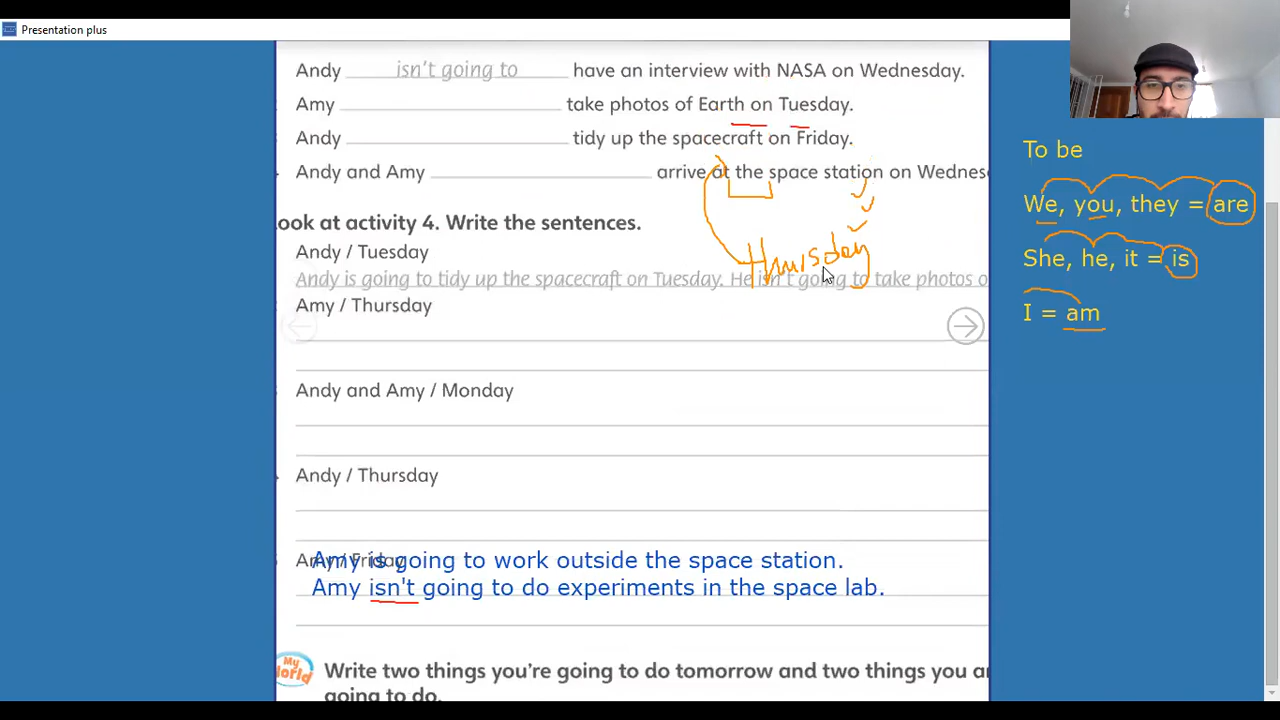 Presentation plus
Andy isn't going to have an interview with NASA on Wednesday.
Amy take photos of Earth on Tuesday.
Andy tidy up the spacecraft on Friday.
Andy and Amy arrive at the space station on Wednes
ook at activity 4. Write the sentences.
Andy / Tuesday
Thursday
Andy is going to tidy up the spacecraft on Tuesday. He isn't going to take photos o
Amy / Thursday
Andy and Amy / Monday
Andy / Thursday
Amy / Friday
Amy is going to work outside the space station.
Amy isn't going to do experiments in the space lab.
My World
Write two things you're going to do tomorrow and two things you a
going to do.
To be
We, you, they = are
She, he, it = is
I = am